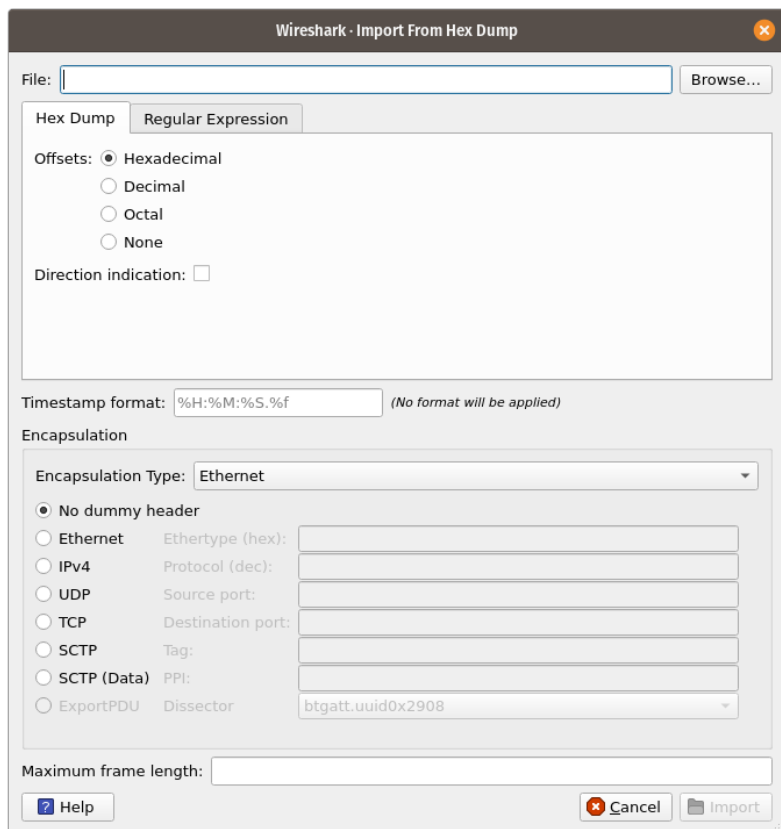 Wireshark · Import From Hex Dump
File: Browse...
Hex Dump Regular Expression
Offsets: Hexadecimal
Decimal
Octal
None
Direction indication:
Timestamp format: %H:%M:%S.%f (No format will be applied)
Encapsulation
Encapsulation Type: Ethernet
No dummy header
Ethernet Ethertype (hex):
IPv4 Protocol (dec):
UDP Source port:
TCP Destination port:
SCTP Tag:
SCTP (Data) PPI:
ExportPDU Dissector btgatt.uuid0x2908
Maximum frame length:
? Help Cancel Import